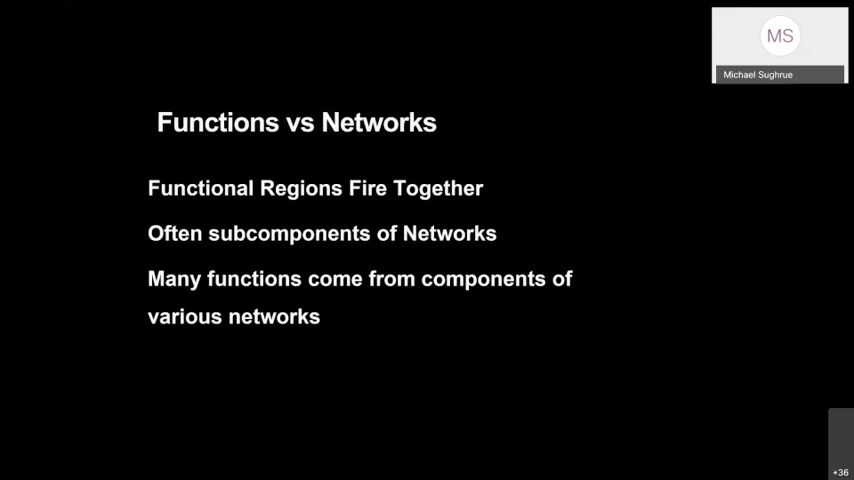 MS
Michael Sughrue
Functions vs Networks
Functional Regions Fire Together
Often subcomponents of Networks
Many functions come from components of
various networks
+36